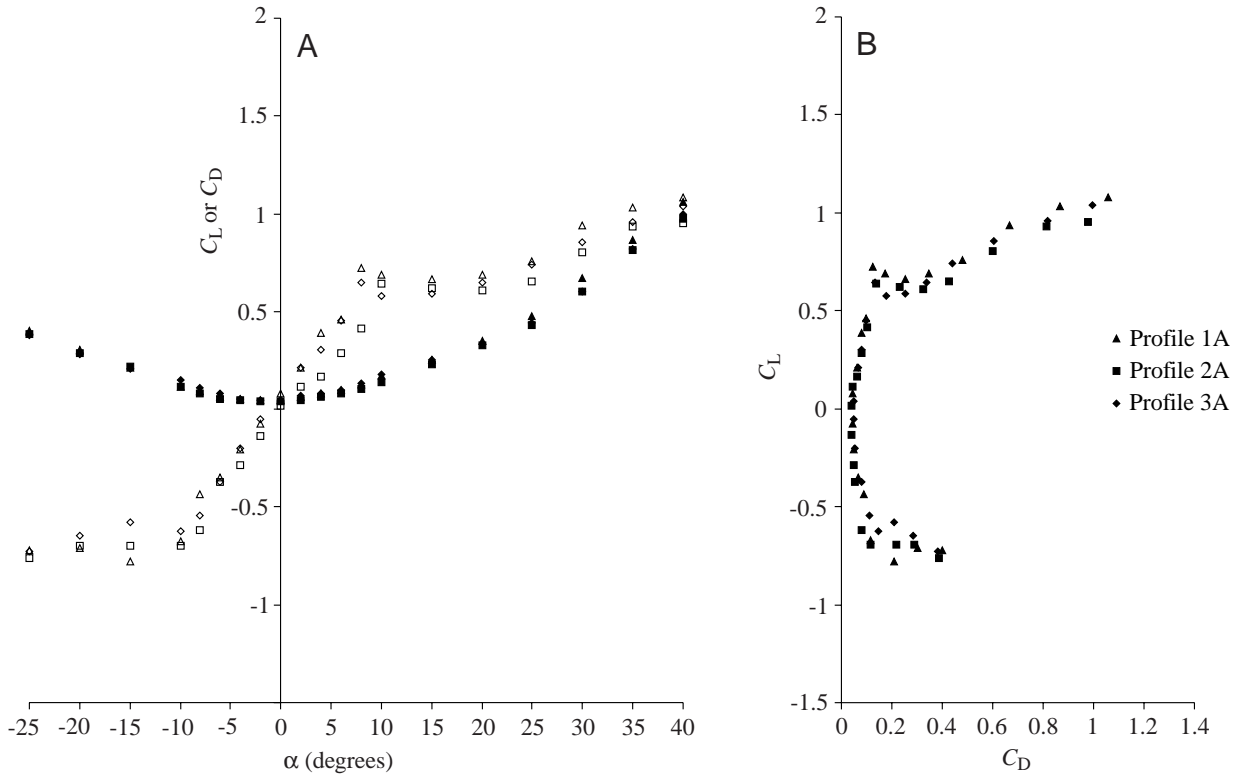 A
2
1.5
1
0.5
-0.5
-1
C_L or C_D
-25 -20 -15 -10 -5 0 5 10 15 20 25 30 35 40
α (degrees)
B
2
1.5
1
0.5
0
-0.5
-1
-1.5
C_L
0 0.2 0.4 0.6 0.8 1 1.2 1.4
C_D
Profile 1A
Profile 2A
Profile 3A